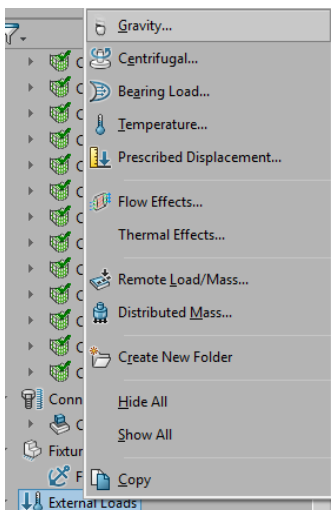 Gravity...
Centrifugal...
Bearing Load...
Temperature...
Prescribed Displacement...
Flow Effects...
Thermal Effects...
Remote Load/Mass...
Distributed Mass...
Create New Folder
Hide All
Show All
Copy
Conn
Fixtur
F
External Loads